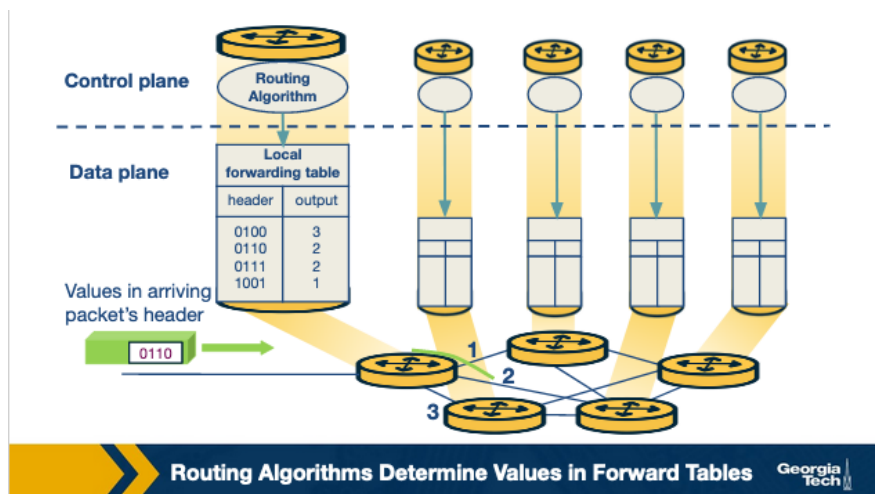 Control plane
Routing
Algorithm
Data plane
Local
forwarding table
header output
0100 3
0110 2
0111 2
1001 1
Values in arriving
packet's header
0110
1
2
3
Routing Algorithms Determine Values in Forward Tables
Georgia
Tech